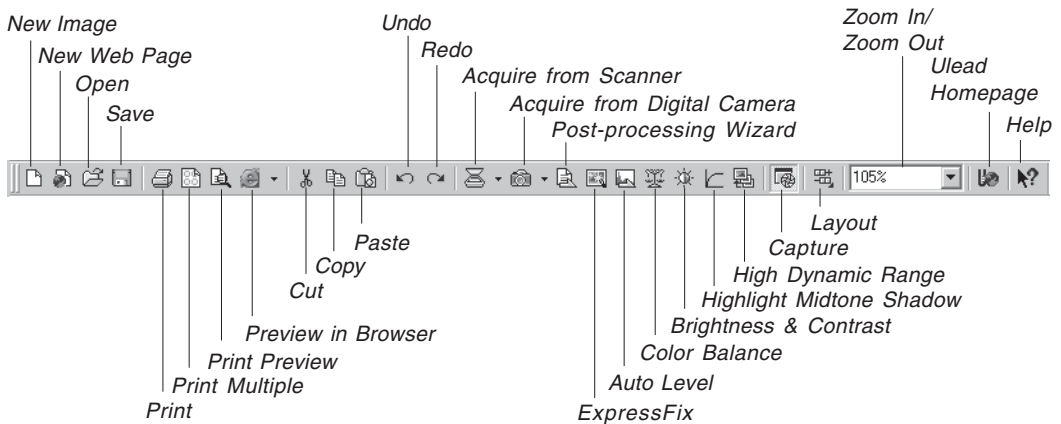 New Image
New Web Page
Open
Save
Undo
Redo
Acquire from Scanner
Acquire from Digital Camera
Post-processing Wizard
Zoom In/
Zoom Out
Ulead
Homepage
Help
105%
Paste
Copy
Cut
Preview in Browser
Print Preview
Print Multiple
Print
Layout
Capture
High Dynamic Range
Highlight Midtone Shadow
Brightness & Contrast
Color Balance
Auto Level
ExpressFix